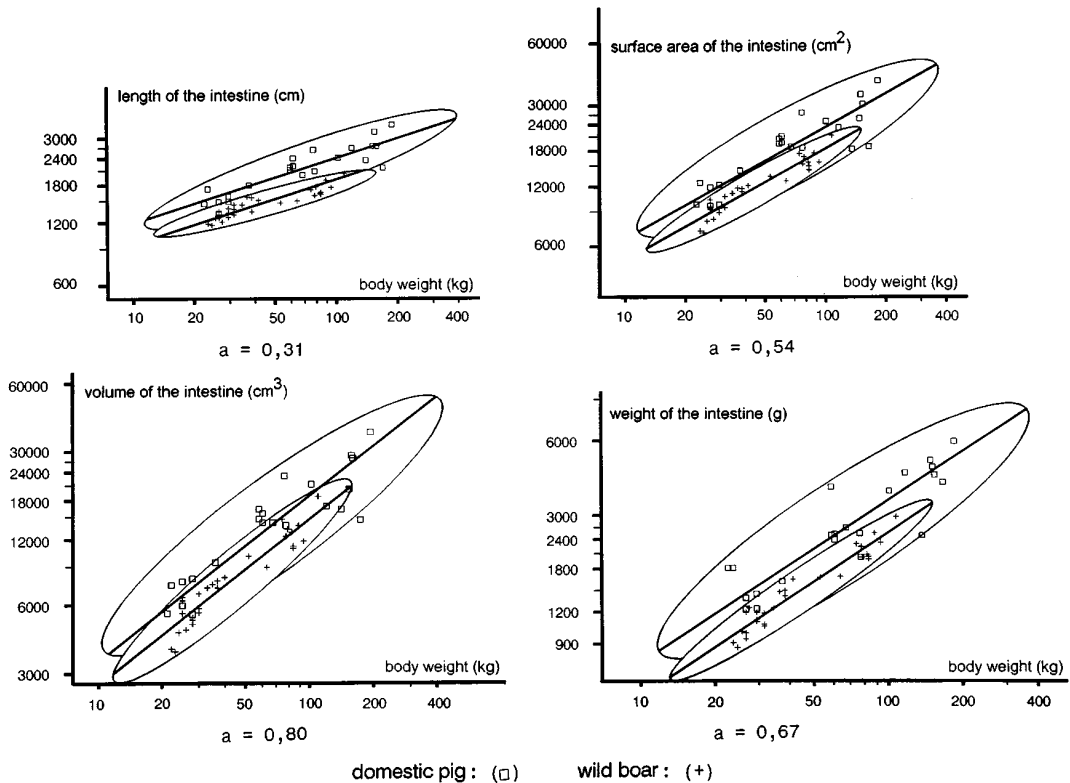 length of the intestine (cm)
3000
2400
1800
1200
600
body weight (kg)
10 20 50 100 200 400
a = 0,31
surface area of the intestine (cm²)
60000
30000
24000
18000
12000
6000
body weight (kg)
10 20 50 100 200 400
a = 0,54
volume of the intestine (cm³)
60000
30000
24000
18000
12000
6000
3000
body weight (kg)
10 20 50 100 200 400
a = 0,80
weight of the intestine (g)
6000
3000
2400
1800
1200
900
body weight (kg)
10 20 50 100 200 400
a = 0,67
domestic pig : (□) wild boar : (+)